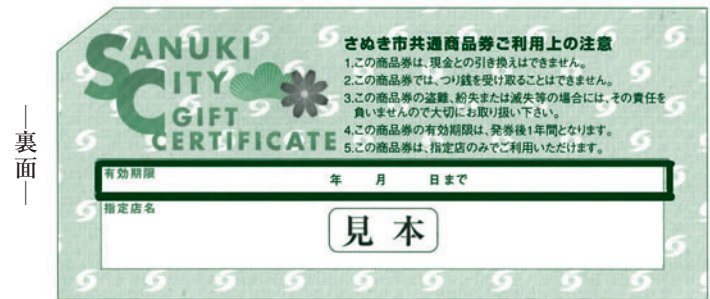 ―裏面―
SANUKI
CITY
GIFT
CERTIFICATE
さぬき市共通商品券ご利用上の注意
1.この商品券は、現金との引き換えはできません。
2.この商品券では、つり銭を受け取ることはできません。
3.この商品券の盗難、紛失または滅失等の場合には、その責任を
負いませんので大切にお取り扱い下さい。
4.この商品券の有効期限は、発券後1年間となります。
5.この商品券は、指定店のみでご利用いただけます。
有効期限 年 月 日まで
指定店名
見本